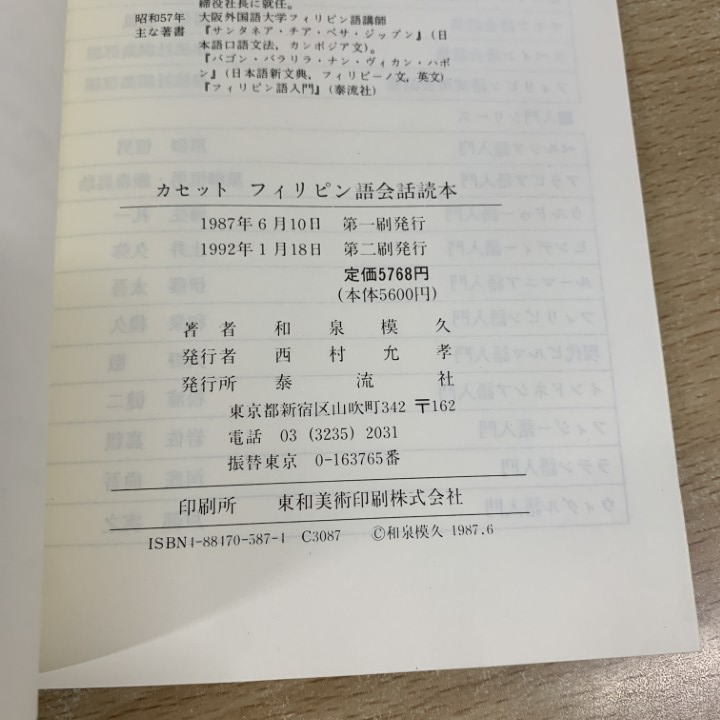 締役社長に就任。
昭和57年 大阪外国語大学フィリピン語講師
主な著書 『サンタネア・チア・ペサ・ジップン』(日
本語口語文法, カンボジア文)。
『バゴン・バラリラ・ナン・ヴィカン・ハポ
ン』(日本語新文典, フィリピーノ文, 英文)
『フィリピン語入門』(泰流社)
カセット フィリピン語会話読本
1987年6月10日 第一刷発行
1992年1月18日 第二刷発行
定価5768円
(本体5600円)
著者 和泉模久
発行者 西村允孝
発行所 泰流社
東京都新宿区山吹町342 〒162
電話 03 (3235) 2031
振替東京 0-163765番
印刷所 東和美術印刷株式会社
ISBN4-88470-587-4 C3087 ©和泉模久 1987.6